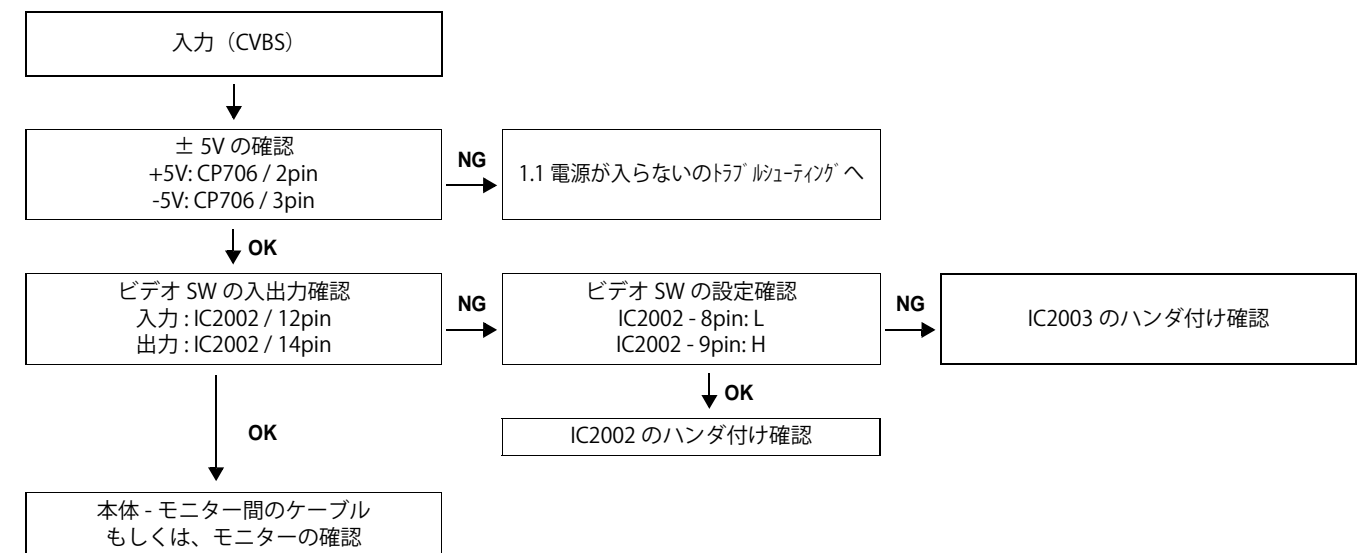 入力（CVBS）
± 5V の確認
+5V: CP706 / 2pin
-5V: CP706 / 3pin
NG
1.1 電源が入らないのﾄﾗﾌﾞﾙｼｭｰﾃｨﾝｸﾞへ
OK
ビデオ SW の入出力確認
入力 : IC2002 / 12pin
出力 : IC2002 / 14pin
NG
ビデオ SW の設定確認
IC2002 - 8pin: L
IC2002 - 9pin: H
NG
IC2003 のハンダ付け確認
OK
IC2002 のハンダ付け確認
OK
本体 - モニター間のケーブル
もしくは、モニターの確認